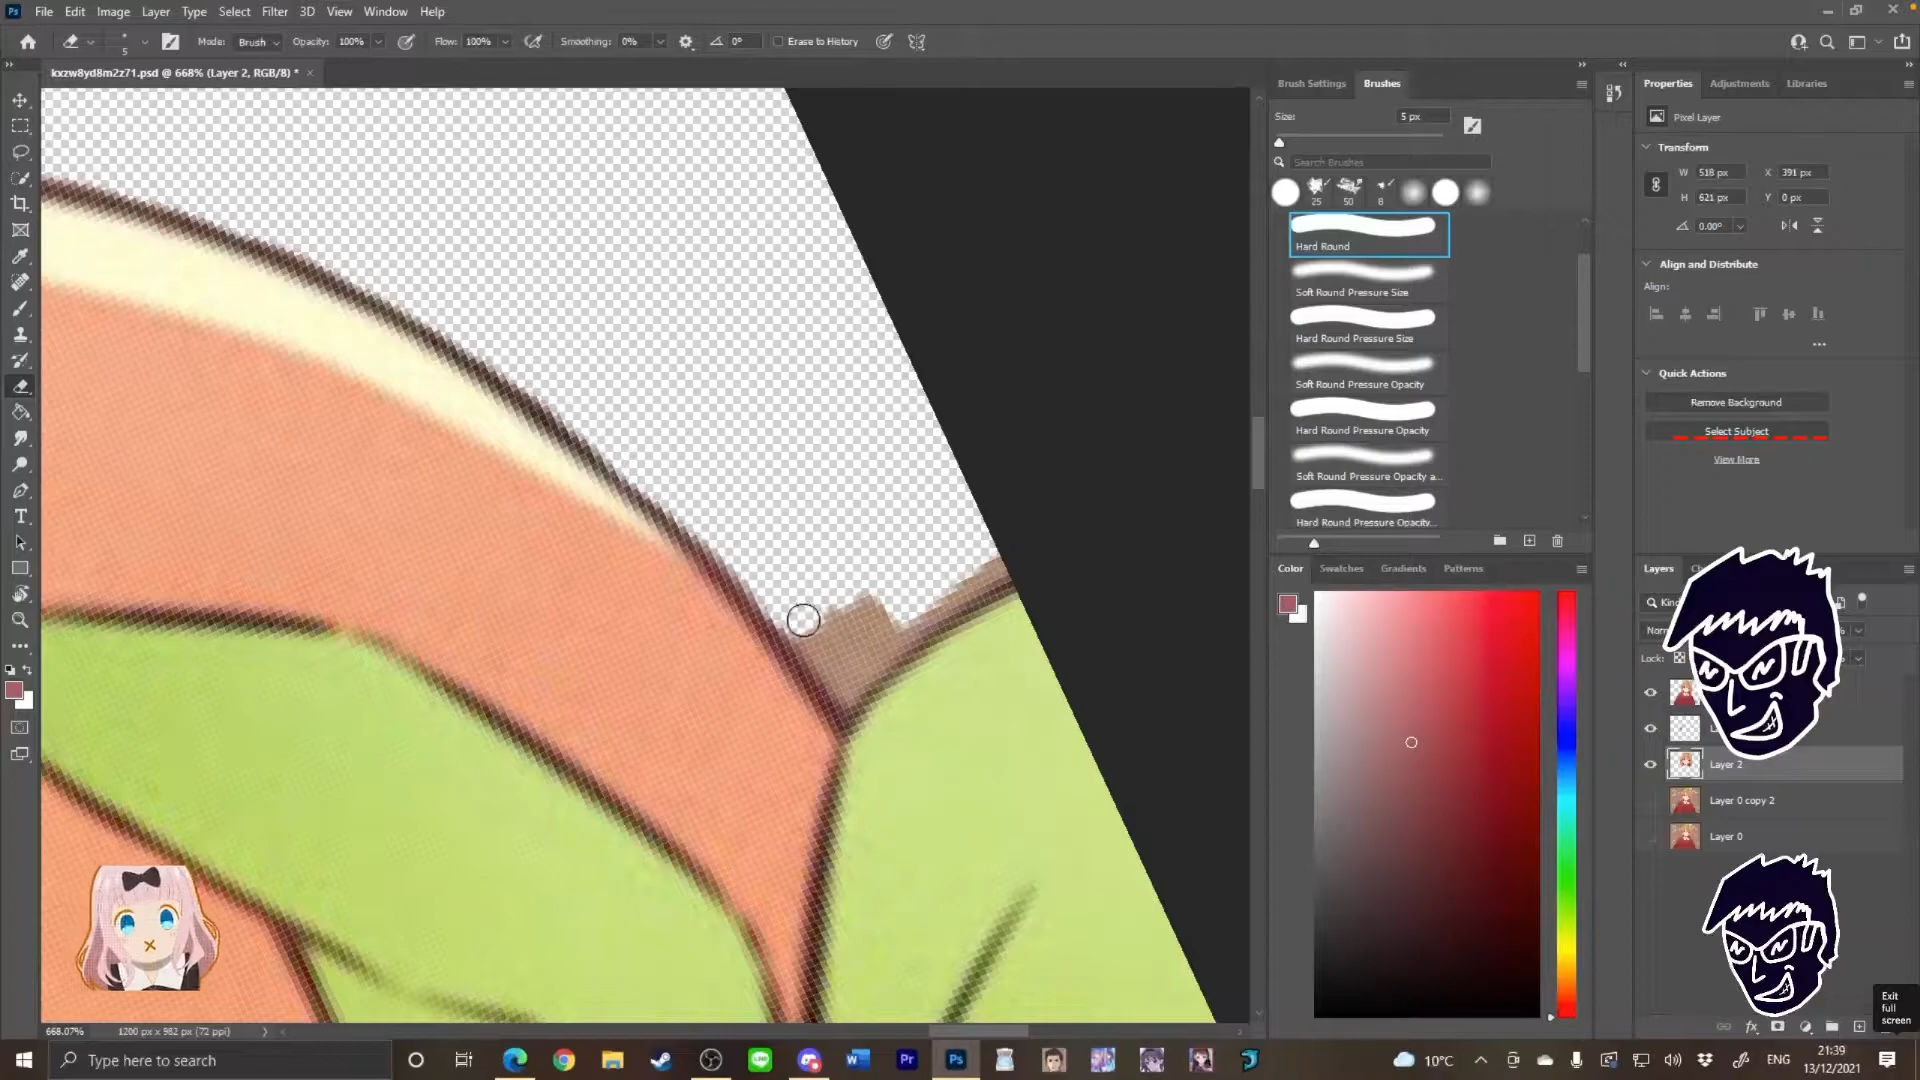 Ps File Edit Image Layer Type Select Filter 3D View Window Help
5 Mode: Brush Opacity: 100% Flow: 100% Smoothing: 0% 0° Erase to History
kxzw8yd8m2z71.psd @ 668% (Layer 2, RGB/8) *
Brush Settings Brushes
Size: 5 px
Search Brushes
25 50 8
Hard Round
Soft Round Pressure Size
Hard Round Pressure Size
Soft Round Pressure Opacity
Hard Round Pressure Opacity
Soft Round Pressure Opacity a...
Hard Round Pressure Opacity...
Color Swatches Gradients Patterns
Properties Adjustments Libraries
Pixel Layer
Transform
W 518 px X 391 px
H 621 px Y 0 px
0.00°
Align and Distribute
Align:
Quick Actions
Remove Background
Select Subject
View More
Layers
Lock:
Layer 2
Layer 0 copy 2
Layer 0
Exit
full
screen
668.07% 1200 px x 982 px (72 ppi)
Type here to search
10°C ENG
21:39
13/12/2021